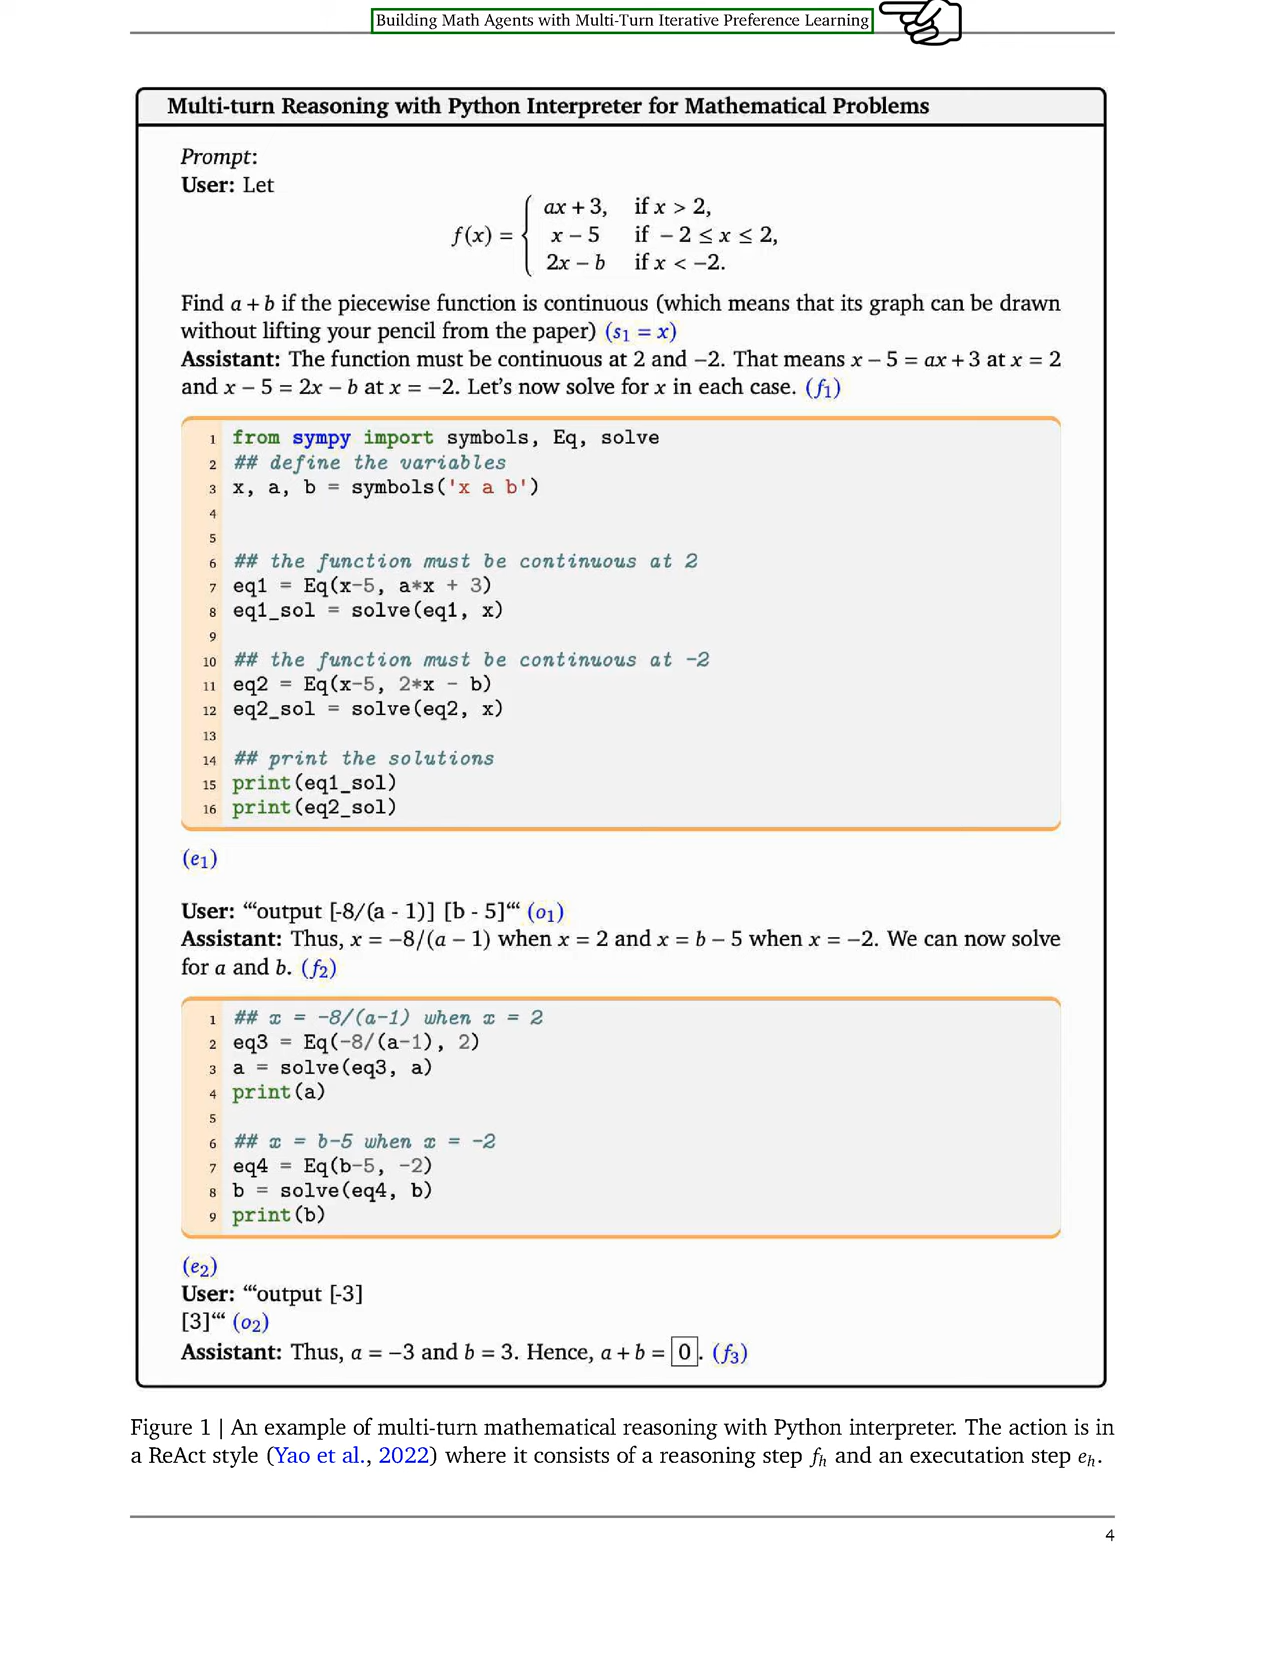 Building Math Agents with Multi-Turn Iterative Preference Learning
Multi-turn Reasoning with Python Interpreter for Mathematical Problems
Prompt:
User: Let
f(x) = { ax + 3, if x > 2,
x − 5 if − 2 ≤ x ≤ 2,
2x − b if x < −2.
Find a + b if the piecewise function is continuous (which means that its graph can be drawn
without lifting your pencil from the paper) (s₁ = x)
Assistant: The function must be continuous at 2 and −2. That means x − 5 = ax + 3 at x = 2
and x − 5 = 2x − b at x = −2. Let's now solve for x in each case. (f₁)
1 from sympy import symbols, Eq, solve
2 ## define the variables
3 x, a, b = symbols('x a b')
4
5
6 ## the function must be continuous at 2
7 eq1 = Eq(x-5, a*x + 3)
8 eq1_sol = solve(eq1, x)
9
10 ## the function must be continuous at -2
11 eq2 = Eq(x-5, 2*x - b)
12 eq2_sol = solve(eq2, x)
13
14 ## print the solutions
15 print(eq1_sol)
16 print(eq2_sol)
(e₁)
User: “‘output [-8/(a - 1)] [b - 5]“‘ (o₁)
Assistant: Thus, x = −8/(a − 1) when x = 2 and x = b − 5 when x = −2. We can now solve
for a and b. (f₂)
1 ## x = -8/(a-1) when x = 2
2 eq3 = Eq(-8/(a-1), 2)
3 a = solve(eq3, a)
4 print(a)
5
6 ## x = b-5 when x = -2
7 eq4 = Eq(b-5, -2)
8 b = solve(eq4, b)
9 print(b)
(e₂)
User: “‘output [-3]
[3]“‘ (o₂)
Assistant: Thus, a = −3 and b = 3. Hence, a + b = 0. (f₃)
Figure 1 | An example of multi-turn mathematical reasoning with Python interpreter. The action is in
a ReAct style (Yao et al., 2022) where it consists of a reasoning step fₕ and an executation step eₕ.
4